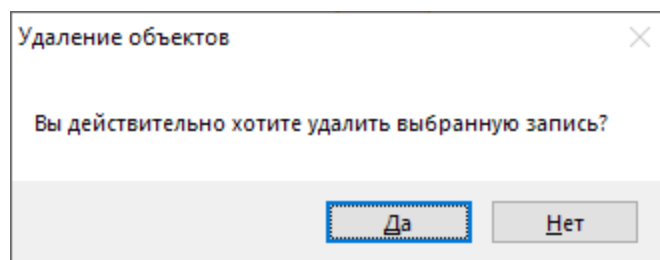 Удаление объектов
Вы действительно хотите удалить выбранную запись?
Да
Нет